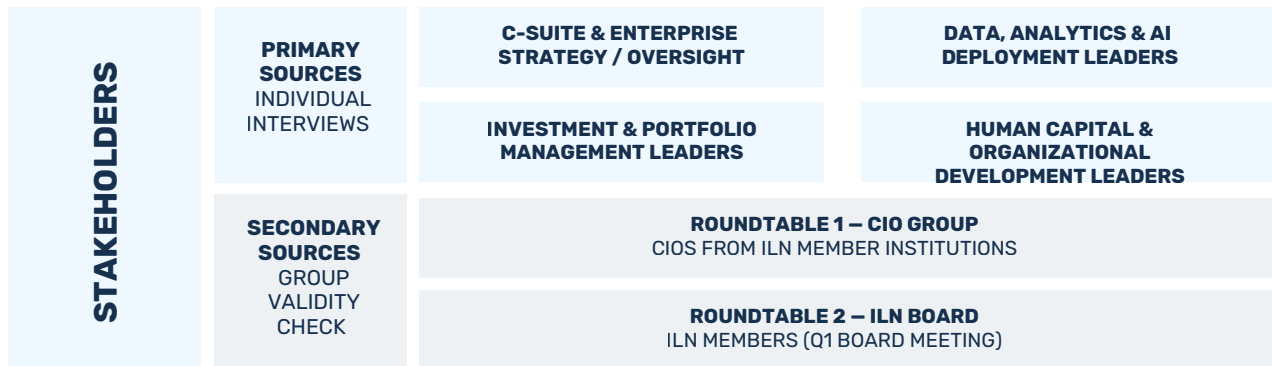 STAKEHOLDERS
PRIMARY
SOURCES
INDIVIDUAL
INTERVIEWS
C-SUITE & ENTERPRISE
STRATEGY / OVERSIGHT
DATA, ANALYTICS & AI
DEPLOYMENT LEADERS
INVESTMENT & PORTFOLIO
MANAGEMENT LEADERS
HUMAN CAPITAL &
ORGANIZATIONAL
DEVELOPMENT LEADERS
SECONDARY
SOURCES
GROUP
VALIDITY
CHECK
ROUNDTABLE 1 – CIO GROUP
CIOS FROM ILN MEMBER INSTITUTIONS
ROUNDTABLE 2 – ILN BOARD
ILN MEMBERS (Q1 BOARD MEETING)